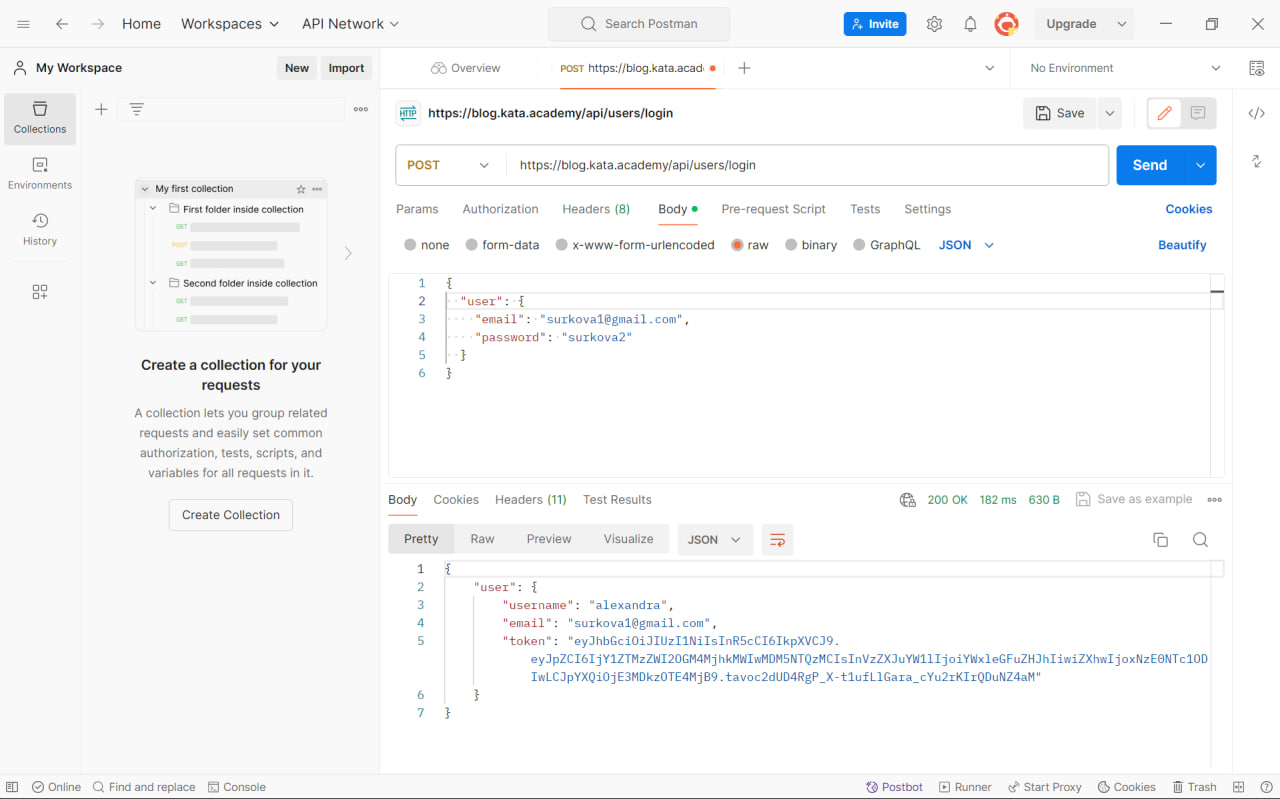 Home
Workspaces
API Network
Search Postman
Invite
Upgrade
My Workspace
New
Import
Overview
POST https://blog.kata.acad
No Environment
Collections
Environments
History
My first collection
First folder inside collection
GET
POST
GET
Second folder inside collection
GET
GET
Create a collection for your
requests
A collection lets you group related
requests and easily set common
authorization, tests, scripts, and
variables for all requests in it.
Create Collection
HTTP https://blog.kata.academy/api/users/login
Save
POST https://blog.kata.academy/api/users/login
Send
Params Authorization Headers (8) Body Pre-request Script Tests Settings Cookies
none form-data x-www-form-urlencoded raw binary GraphQL JSON Beautify
1 {
2 "user": {
3 "email": "surkova1@gmail.com",
4 "password": "surkova2"
5 }
6 }
Body Cookies Headers (11) Test Results 200 OK 182 ms 630 B Save as example
Pretty Raw Preview Visualize JSON
1 {
2 "user": {
3 "username": "alexandra",
4 "email": "surkova1@gmail.com",
5 "token": "eyJhbGciOiJIUzI1NiIsInR5cCI6IkpXVCJ9.
eyJpZCI6IjY1ZTMzZWI2OGM4MjhkMWIwMDM5NTQzMCIsInVzZXJuYW1lIjoiYWxleGFuZHJhIiwiZXhwIjoxNzE0NTc1OD
IwLCJpYXQiOjE3MDkzOTE4MjB9.tavoc2dUD4RgP_X-t1ufLlGara_cYu2rKIrQDuNZ4aM"
6 }
7 }
Online Find and replace Console Postbot Runner Start Proxy Cookies Trash